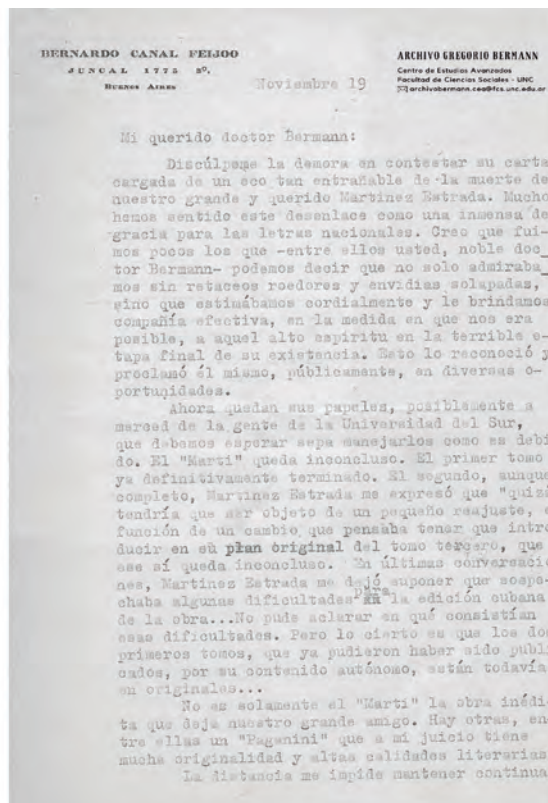 BERNARDO CANAL FEIJOO
JUNCAL 1775 5º.
BUENOS AIRES
ARCHIVO GREGORIO BERMANN
Centro de Estudios Avanzados
Facultad de Ciencias Sociales - UNC
archivobermann.cea@fcs.unc.edu.ar
Noviembre 19
Mi querido doctor Bermann:
Discúlpeme la demora en contestar su carta
cargada de un eco tan entrañable de la muerte de
nuestro grande y querido Martínez Estrada. Mucho
hemos sentido este desenlace como una inmensa de
gracia para las letras nacionales. Creo que fui-
mos pocos los que -entre ellos usted, noble doc_
tor Bermann- podemos decir que no solo admiraba_
mos sin retaceos roedores y envidias solapadas,
sino que estimábamos cordialmente y le brindamos
compañía efectiva, en la medida en que nos era
posible, a aquel alto espíritu en la terrible e-
tapa final de su existencia. Esto lo reconoció y
proclamó él mismo, públicamente, en diversas o-
portunidades.
Ahora quedan sus papeles, posiblemente a
merced de la gente de la Universidad del Sur,
que debemos esperar sepa manejarlos como es debi
do. El "Martí" queda inconcluso. El primer tomo
ya definitivamente terminado. El segundo, aunque
completo, Martínez Estrada me expresó que "quizá
tendría que ser objeto de un pequeño reajuste, e
función de un cambio que pensaba tener que intro
ducir en su plan original del tomo tercero, que
ese sí queda inconcluso. En últimas conversacio
nes, Martínez Estrada me dejó suponer que sospe-
chaba algunas dificultades para la edición cubana
de la obra...No pude aclarar en qué consistían
esas dificultades. Pero lo cierto es que los dos
primeros tomos, que ya pudieron haber sido publi
cados, por su contenido autónomo, están todavía
en originales...
No es solamente el "Martí" la obra inédi
ta que deja nuestro grande amigo. Hay otras, en
tre ellas un "Paganini" que a mi juicio tiene
mucha originalidad y altas calidades literarias
La distancia me impide mantener continua